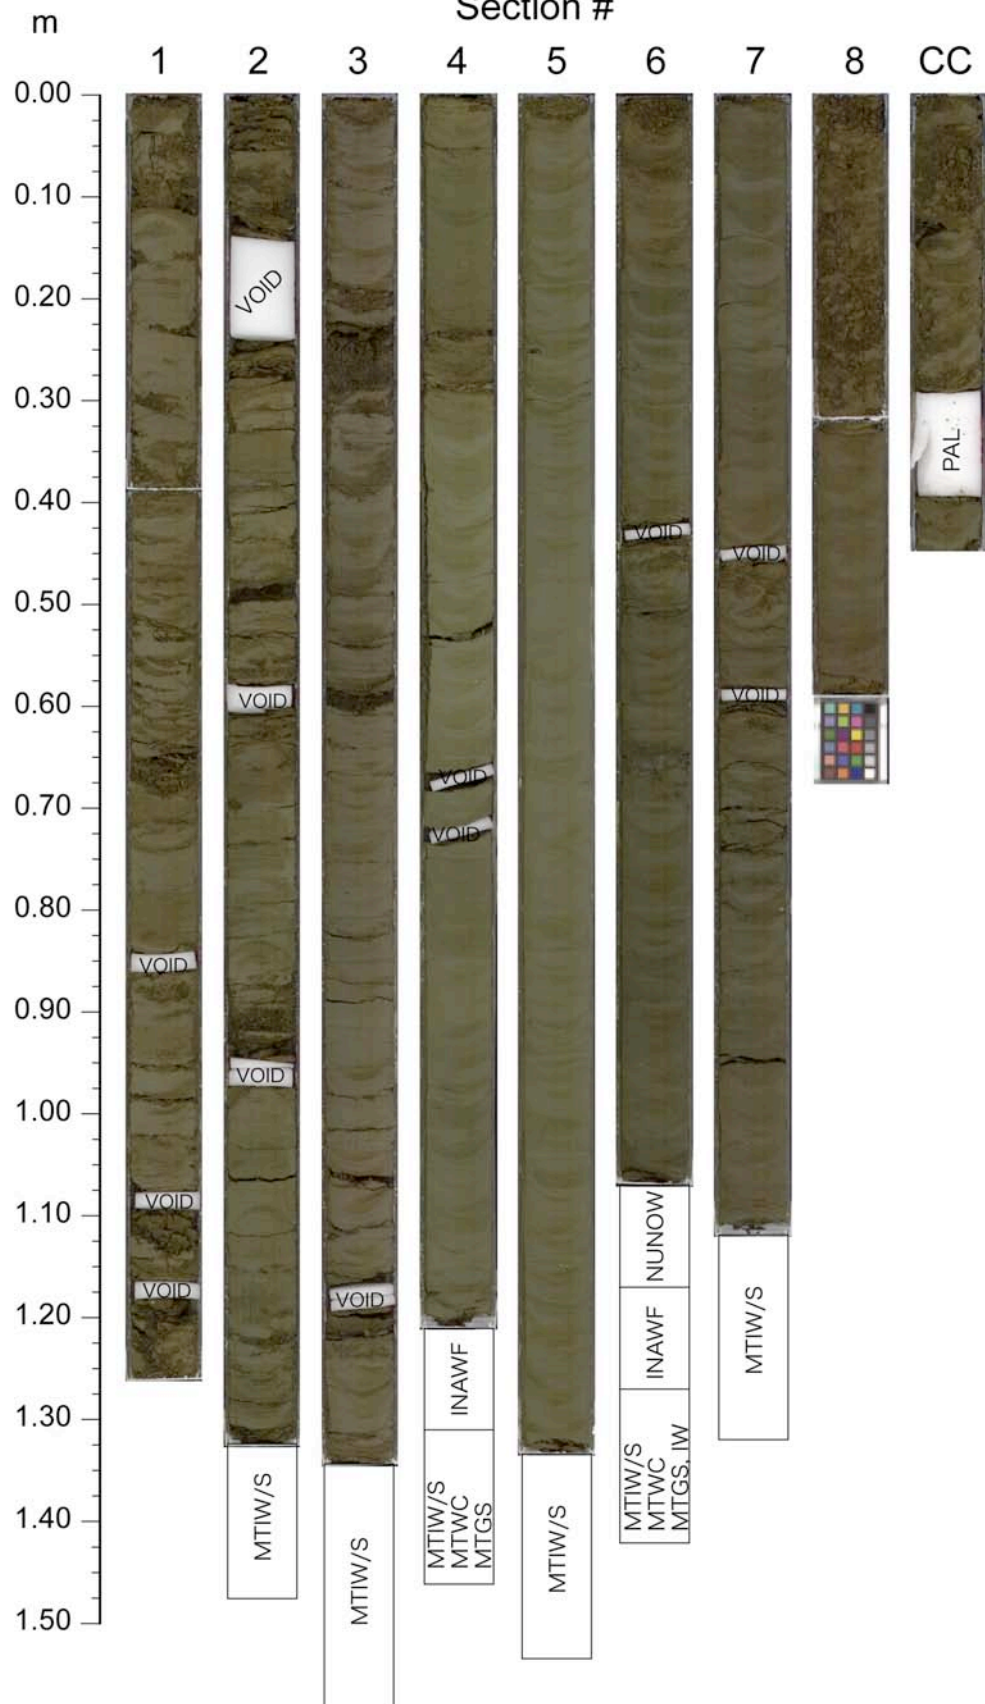 Section #
m
1 2 3 4 5 6 7 8 CC
0.00
0.10
0.20
0.30
0.40
0.50
0.60
0.70
0.80
0.90
1.00
1.10
1.20
1.30
1.40
1.50
VOID
VOID
VOID
VOID
VOID
VOID
MTIW/S
VOID
MTIW/S
VOID
VOID
INAWF
MTIW/S
MTWC
MTGS
MTIW/S
VOID
NUNOW
INAWF
MTIW/S
MTWC
MTGS, IW
VOID
VOID
MTIW/S
PAL